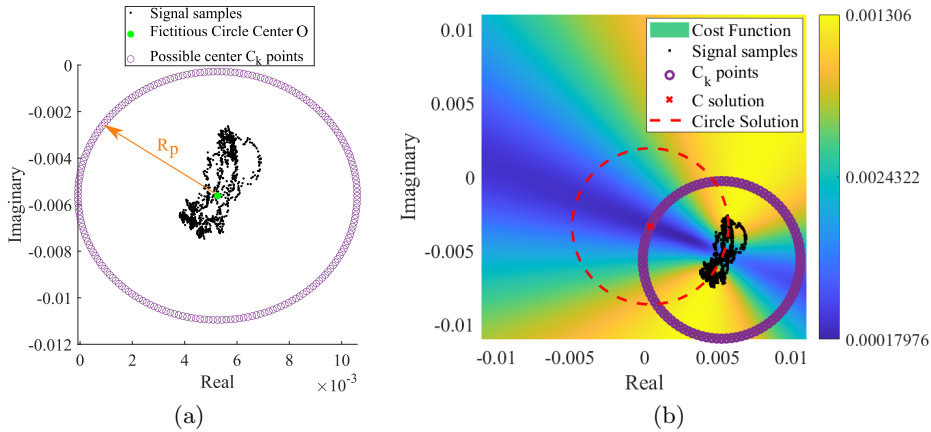 Signal samples
Fictitious Circle Center O
Possible center Ck points
0
-0.002
-0.004
-0.006
-0.008
-0.01
-0.012
Imaginary
Rp
0
2
4
6
8
10
Real
×10⁻³
(a)
0.01
0.005
0
-0.005
-0.01
Imaginary
Cost Function
Signal samples
Ck points
C solution
Circle Solution
-0.01
-0.005
0
0.005
0.01
Real
0.001306
0.0024322
0.00017976
(b)